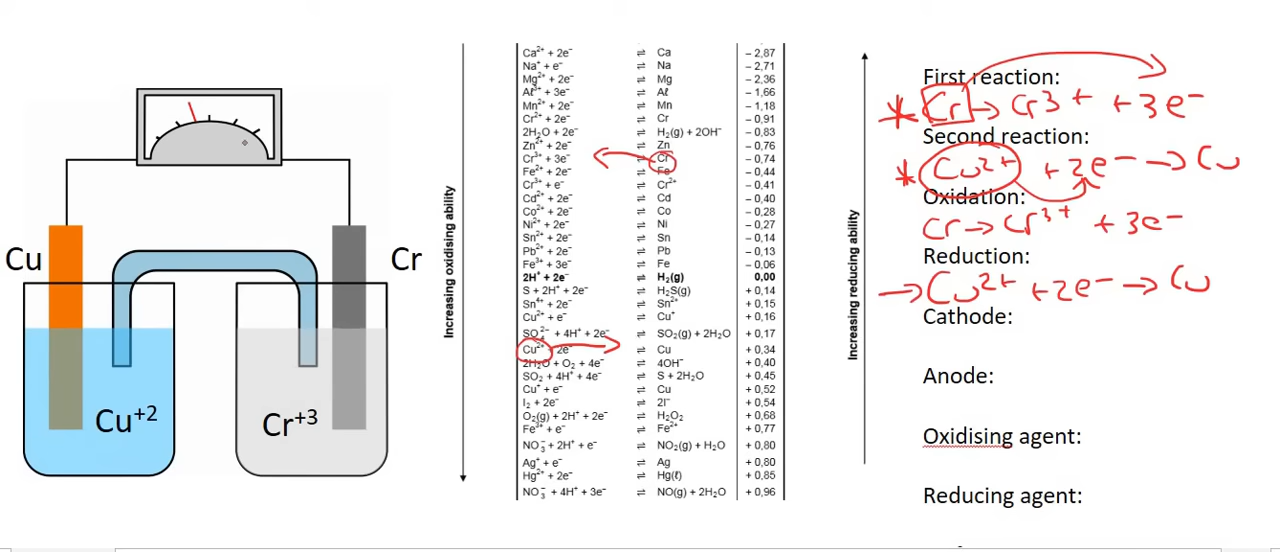 Cu
Cr
Cu+2
Cr+3
Increasing oxidising ability
Ca²⁺ + 2e⁻ ⇌ Ca − 2,87
Na⁺ + e⁻ ⇌ Na − 2,71
Mg²⁺ + 2e⁻ ⇌ Mg − 2,36
Aℓ³⁺ + 3e⁻ ⇌ Aℓ − 1,66
Mn²⁺ + 2e⁻ ⇌ Mn − 1,18
Cr²⁺ + 2e⁻ ⇌ Cr − 0,91
2H₂O + 2e⁻ ⇌ H₂(g) + 2OH⁻ − 0,83
Zn²⁺ + 2e⁻ ⇌ Zn − 0,76
Cr³⁺ + 3e⁻ ⇌ Cr − 0,74
Fe²⁺ + 2e⁻ ⇌ Fe − 0,44
Cr³⁺ + e⁻ ⇌ Cr²⁺ − 0,41
Cd²⁺ + 2e⁻ ⇌ Cd − 0,40
Co²⁺ + 2e⁻ ⇌ Co − 0,28
Ni²⁺ + 2e⁻ ⇌ Ni − 0,27
Sn²⁺ + 2e⁻ ⇌ Sn − 0,14
Pb²⁺ + 2e⁻ ⇌ Pb − 0,13
Fe³⁺ + 3e⁻ ⇌ Fe − 0,06
2H⁺ + 2e⁻ ⇌ H₂(g) 0,00
S + 2H⁺ + 2e⁻ ⇌ H₂S(g) + 0,14
Sn⁴⁺ + 2e⁻ ⇌ Sn²⁺ + 0,15
Cu²⁺ + e⁻ ⇌ Cu⁺ + 0,16
SO₄²⁻ + 4H⁺ + 2e⁻ ⇌ SO₂(g) + 2H₂O + 0,17
Cu²⁺ + 2e⁻ ⇌ Cu + 0,34
2H₂O + O₂ + 4e⁻ ⇌ 4OH⁻ + 0,40
SO₂ + 4H⁺ + 4e⁻ ⇌ S + 2H₂O + 0,45
Cu⁺ + e⁻ ⇌ Cu + 0,52
I₂ + 2e⁻ ⇌ 2I⁻ + 0,54
O₂(g) + 2H⁺ + 2e⁻ ⇌ H₂O₂ + 0,68
Fe³⁺ + e⁻ ⇌ Fe²⁺ + 0,77
NO₃⁻ + 2H⁺ + e⁻ ⇌ NO₂(g) + H₂O + 0,80
Ag⁺ + e⁻ ⇌ Ag + 0,80
Hg²⁺ + 2e⁻ ⇌ Hg(ℓ) + 0,85
NO₃⁻ + 4H⁺ + 3e⁻ ⇌ NO(g) + 2H₂O + 0,96
Increasing reducing ability
First reaction:
* Cr → Cr³⁺ + 3e⁻
Second reaction:
* Cu²⁺ + 2e⁻ → Cu
Oxidation:
Cr → Cr³⁺ + 3e⁻
Reduction:
→ Cu²⁺ + 2e⁻ → Cu
Cathode:
Anode:
Oxidising agent:
Reducing agent: